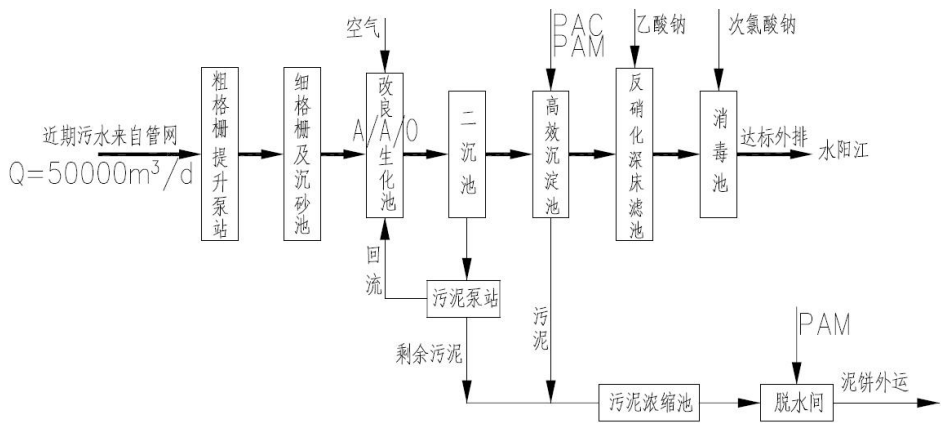 近期污水来自管网
Q=50000m³/d
粗格栅提升泵站
细格栅及沉砂池
空气
改良A/A/O生化池
二沉池
PAC
PAM
高效沉淀池
乙酸钠
反硝化深床滤池
次氯酸钠
消毒池
达标外排
水阳江
回流
污泥泵站
剩余污泥
污泥
污泥浓缩池
PAM
脱水间
泥饼外运